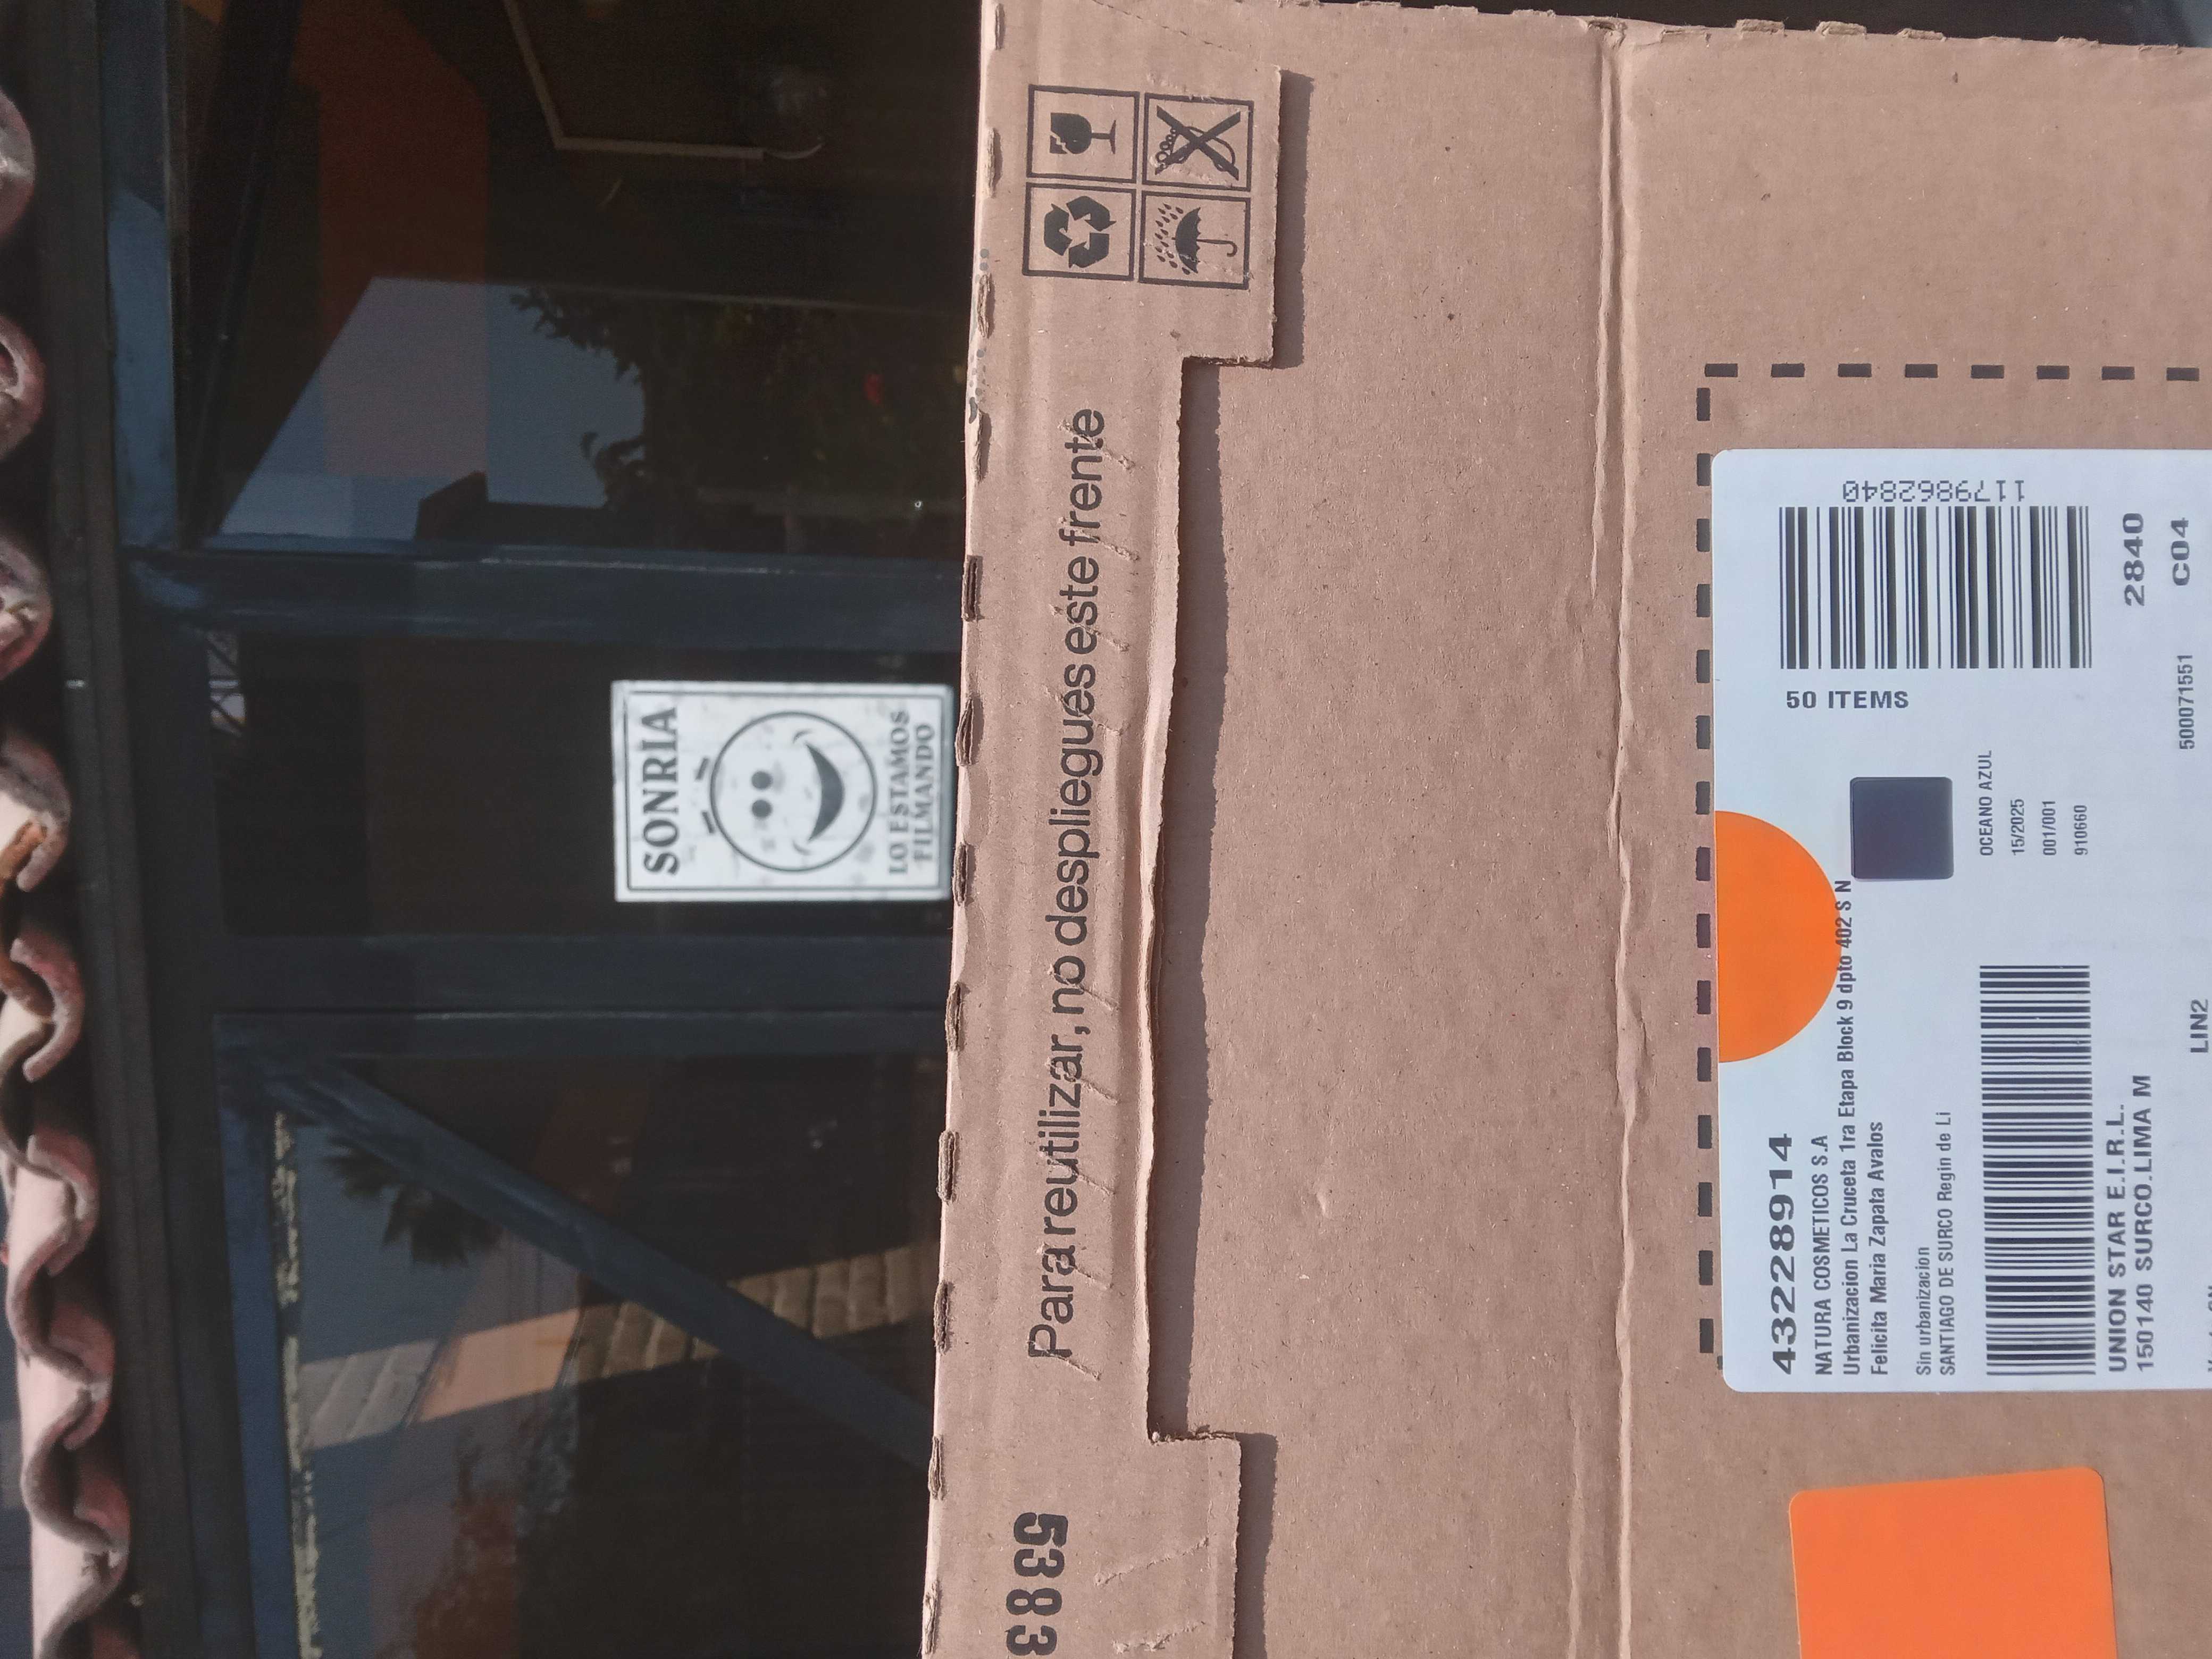 SONRIA
LO ESTAMOS
FILMANDO
5383
Para reutilizar, no despliegues este frente
43228914
NATURA COSMETICOS S.A
Urbanizacion La Cruceta 1ra Etapa Block 9 dpto 402 S N
Felicita Maria Zapata Avalos
Sin urbanizacion
SANTIAGO DE SURCO Regin de Li
50 ITEMS
1179862840
OCEANO AZUL
15/2025
001/001
910660
UNION STAR E.I.R.L.
2840
150140 SURCO.LIMA M
LIN2
500071551
C04